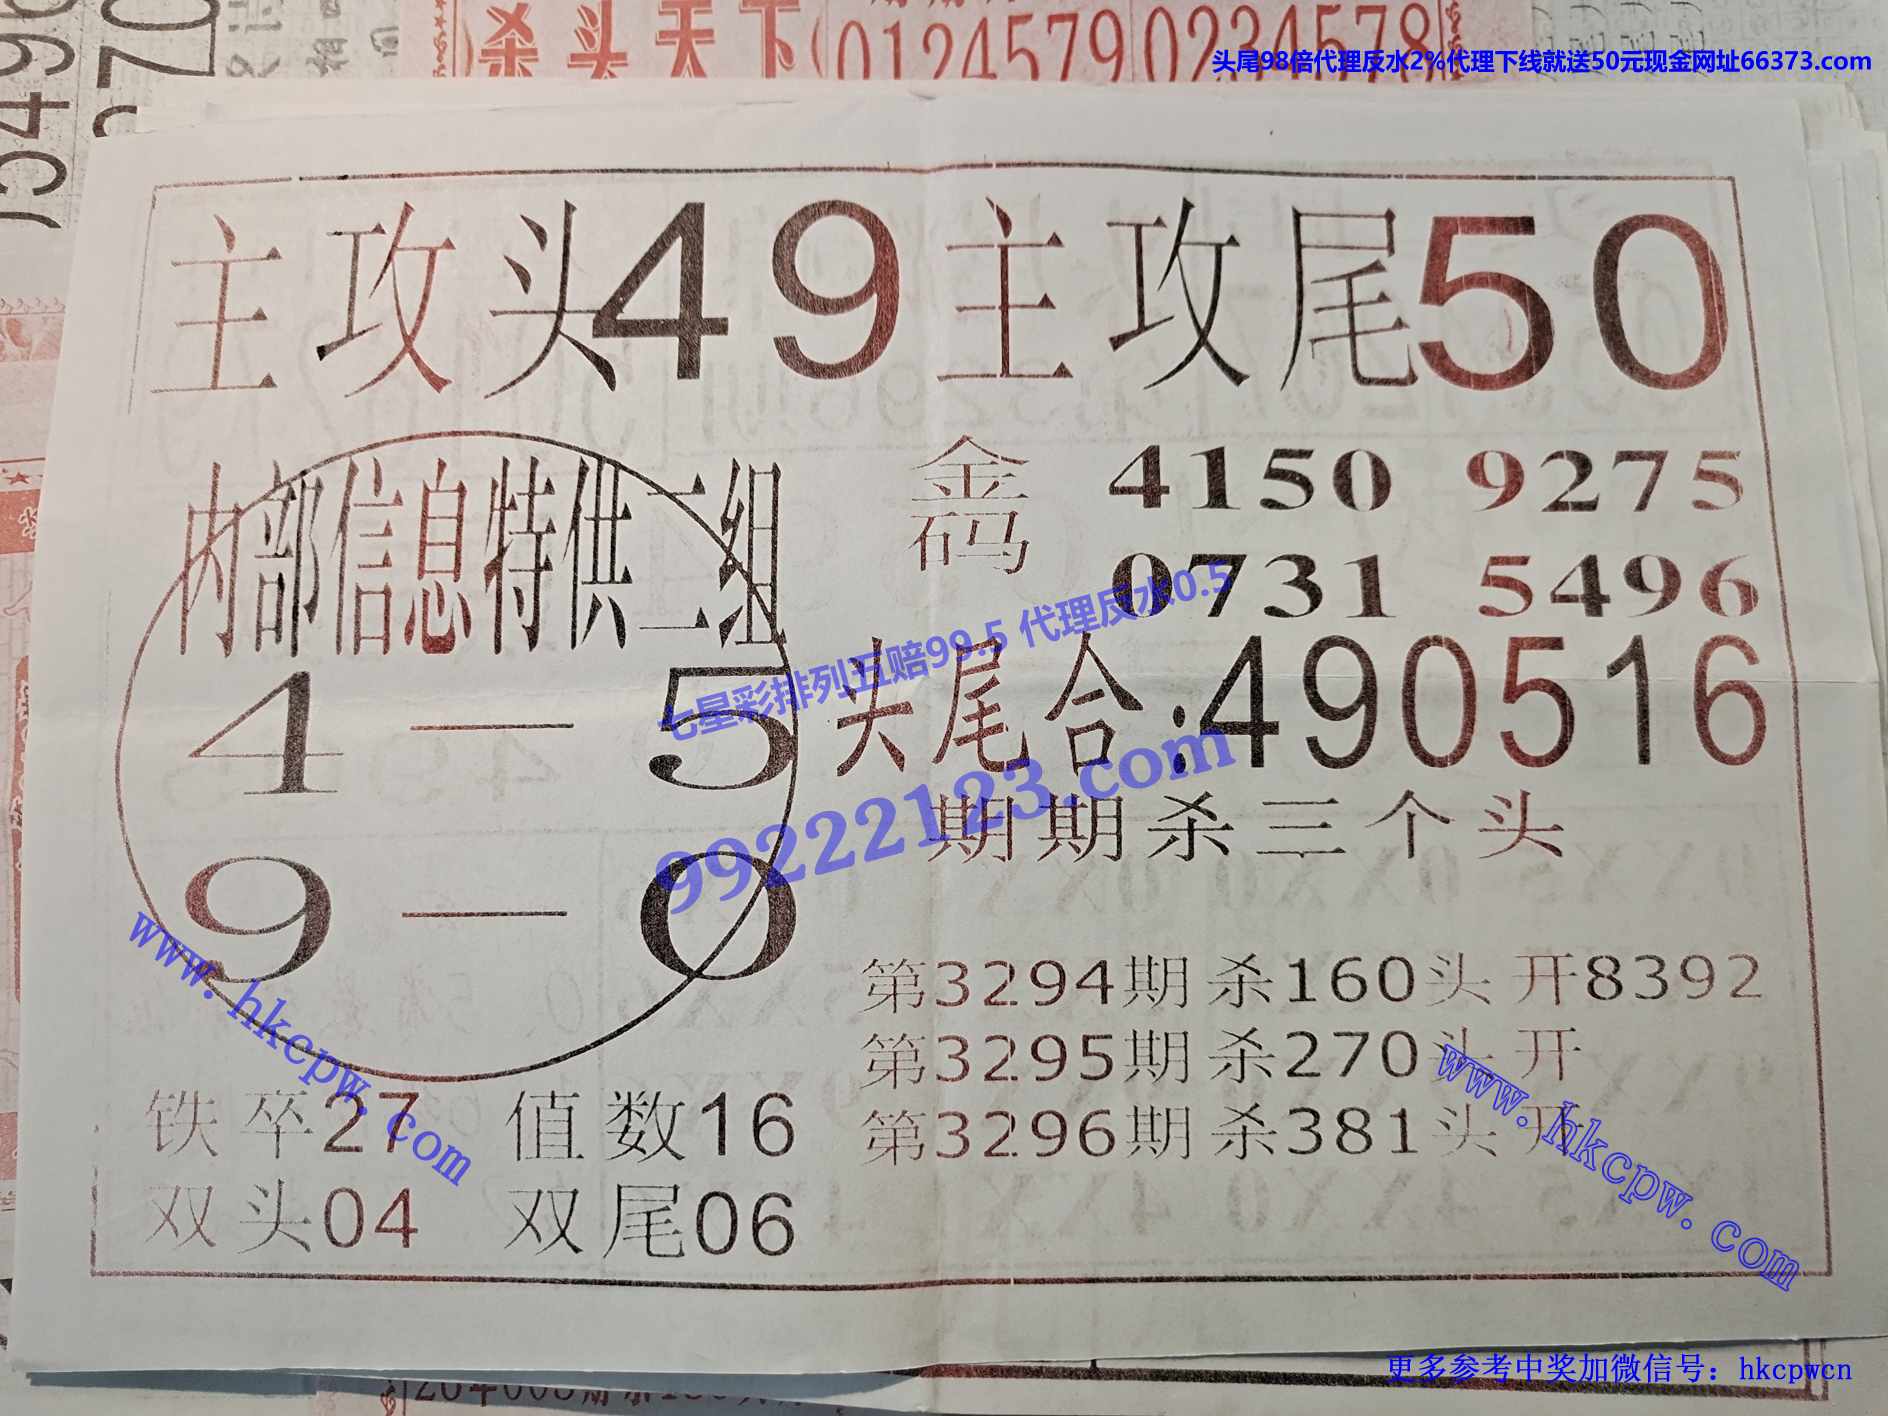 杀头天下
01245790234578
头尾98倍代理反水2%代理下线就送50元现金网址66373.com
主攻头49主攻尾50
内部信息特供二组
4—5
9—0
金码
4150 9275
0731 5496
七星彩排列五赔99.5 代理反水0.5
头尾合:490516
99222123.com
期期杀三个头
www.hkcpw.com
第3294期杀160头开8392
第3295期杀270头开
第3296期杀381头开
www.hkcpw.com
铁卒27 值数16
双头04 双尾06
更多参考中奖加微信号：hkcpwcn